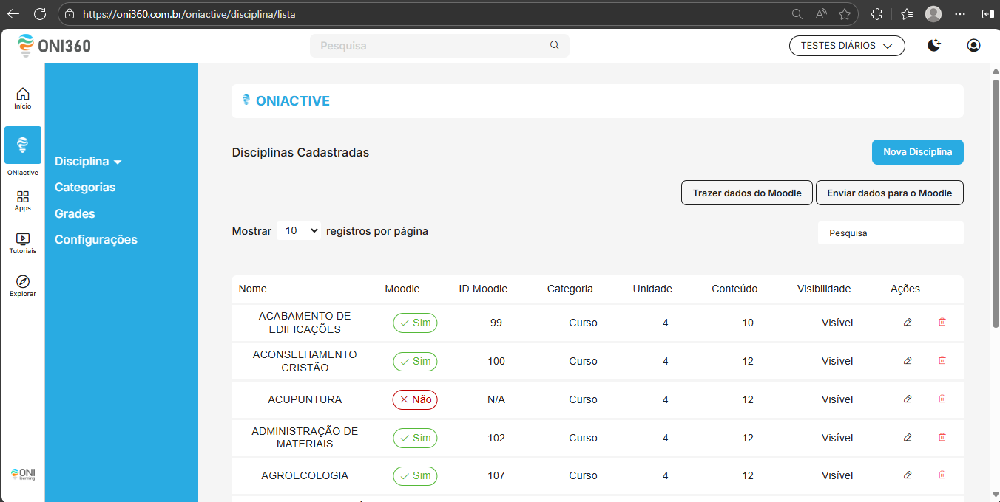 https://oni360.com.br/oniactive/disciplina/lista
ONI360
Pesquisa
TESTES DIÁRIOS
Início
ONIactive
Apps
Tutoriais
Explorar
ONI
learning
Disciplina
Categorias
Grades
Configurações
ONIACTIVE
Disciplinas Cadastradas
Nova Disciplina
Trazer dados do Moodle
Enviar dados para o Moodle
Mostrar 10 registros por página
Pesquisa
Nome Moodle ID Moodle Categoria Unidade Conteúdo Visibilidade Ações
ACABAMENTO DE
EDIFICAÇÕES
Sim 99 Curso 4 10 Visível
ACONSELHAMENTO
CRISTÃO
Sim 100 Curso 4 12 Visível
ACUPUNTURA Não N/A Curso 4 12 Visível
ADMINISTRAÇÃO DE
MATERIAIS
Sim 102 Curso 4 12 Visível
AGROECOLOGIA Sim 107 Curso 4 12 Visível